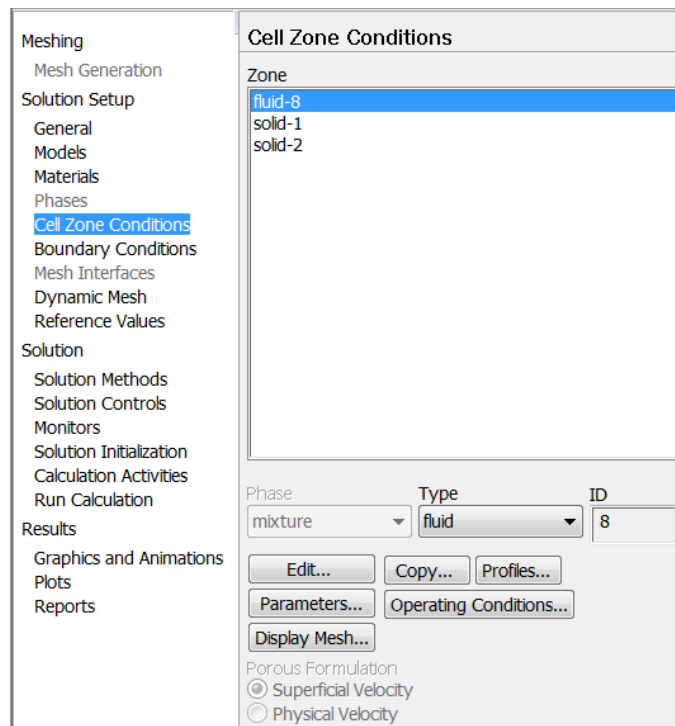 Meshing
Mesh Generation
Solution Setup
General
Models
Materials
Phases
Cell Zone Conditions
Boundary Conditions
Mesh Interfaces
Dynamic Mesh
Reference Values
Solution
Solution Methods
Solution Controls
Monitors
Solution Initialization
Calculation Activities
Run Calculation
Results
Graphics and Animations
Plots
Reports
Cell Zone Conditions
Zone
fluid-8
solid-1
solid-2
Phase Type ID
mixture fluid 8
Edit... Copy... Profiles...
Parameters... Operating Conditions...
Display Mesh...
Porous Formulation
Superficial Velocity
Physical Velocity